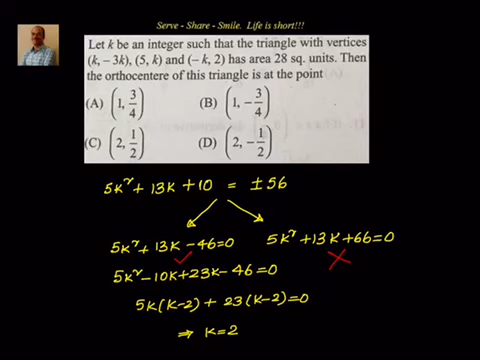 Serve - Share - Smile. Life is short!!!
Let k be an integer such that the triangle with vertices
(k, – 3k), (5, k) and (–k, 2) has area 28 sq. units. Then
the orthocentere of this triangle is at the point
(A) (1, 3/4) (B) (1, –3/4)
(C) (2, 1/2) (D) (2, –1/2)
5k² + 13k + 10 = ±56
5k² + 13k – 46 = 0 5k² + 13k + 66 = 0
5k² – 10k + 23k – 46 = 0
5k(k–2) + 23(k–2) = 0
⇒ k = 2